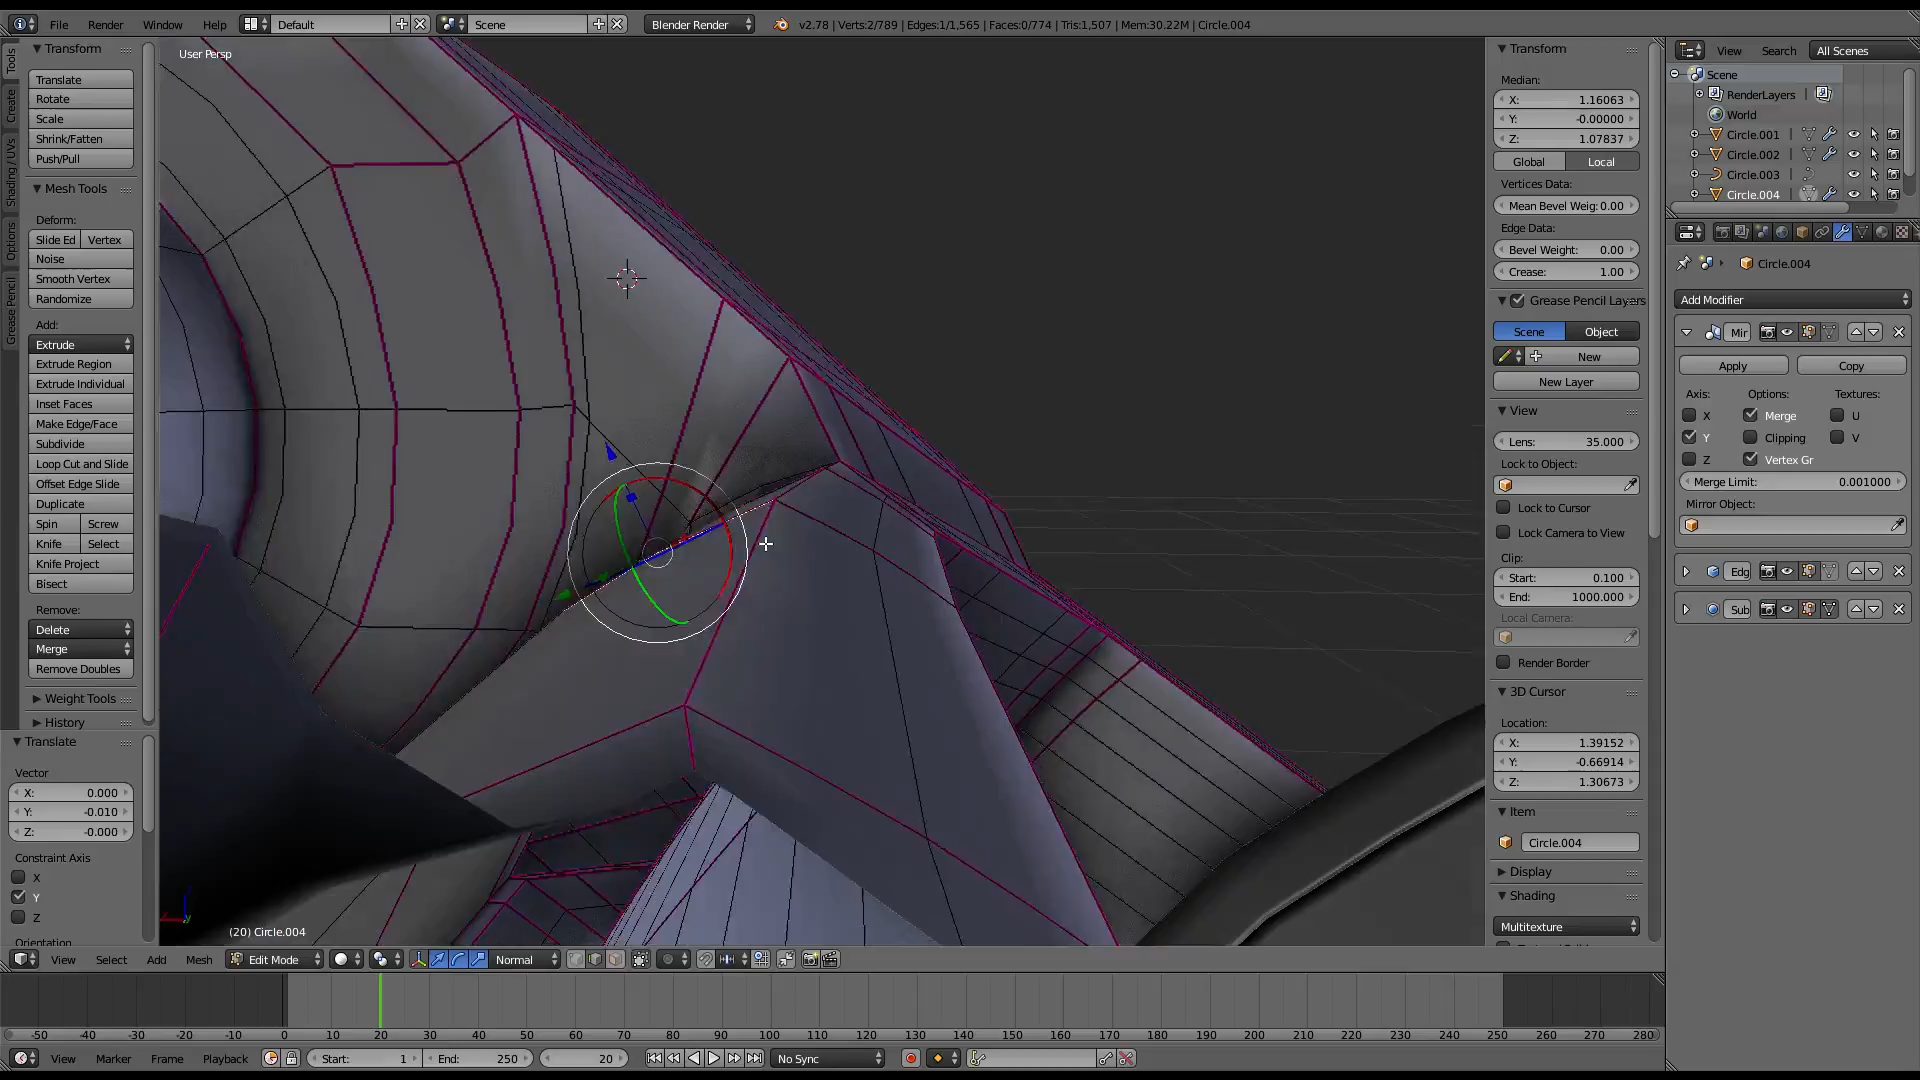 File Render Window Help Default Scene Blender Render v2.78 | Verts:2/789 | Edges:1/1,565 | Faces:0/774 | Tris:1,507 | Mem:30.22M | Circle.004
Tools
Create
Shading / UVs
Options
Grease Pencil
Transform
Translate
Rotate
Scale
Shrink/Fatten
Push/Pull
Mesh Tools
Deform:
Slide Ed Vertex
Noise
Smooth Vertex
Randomize
Add:
Extrude
Extrude Region
Extrude Individual
Inset Faces
Make Edge/Face
Subdivide
Loop Cut and Slide
Offset Edge Slide
Duplicate
Spin Screw
Knife Select
Knife Project
Bisect
Remove:
Delete
Merge
Remove Doubles
Weight Tools
History
Translate
Vector
X: 0.000
Y: -0.010
Z: -0.000
Constraint Axis
X
Y
Z
Orientation
User Persp
(20) Circle.004
Transform
Median:
X: 1.16063
Y: -0.00000
Z: 1.07837
Global Local
Vertices Data:
Mean Bevel Weig: 0.00
Edge Data:
Bevel Weight: 0.00
Crease: 1.00
Grease Pencil Layers
Scene Object
New
New Layer
View
Lens: 35.000
Lock to Object:
Lock to Cursor
Lock Camera to View
Clip:
Start: 0.100
End: 1000.000
Local Camera:
Render Border
3D Cursor
Location:
X: 1.39152
Y: -0.66914
Z: 1.30673
Item
Circle.004
Display
Shading
Multitexture
View Search All Scenes
Scene
RenderLayers |
World
Circle.001
Circle.002
Circle.003
Circle.004
Circle.004
Add Modifier
Mir
Apply Copy
Axis: Options: Textures:
X Merge U
Y Clipping V
Z Vertex Gr
Merge Limit: 0.001000
Mirror Object:
Edg
Sub
View Select Add Mesh Edit Mode Normal
-50 -40 -30 -20 -10 0 10 20 30 40 50 60 70 80 90 100 110 120 130 140 150 160 170 180 190 200 210 220 230 240 250 260 270 280
View Marker Frame Playback Start: 1 End: 250 20 No Sync